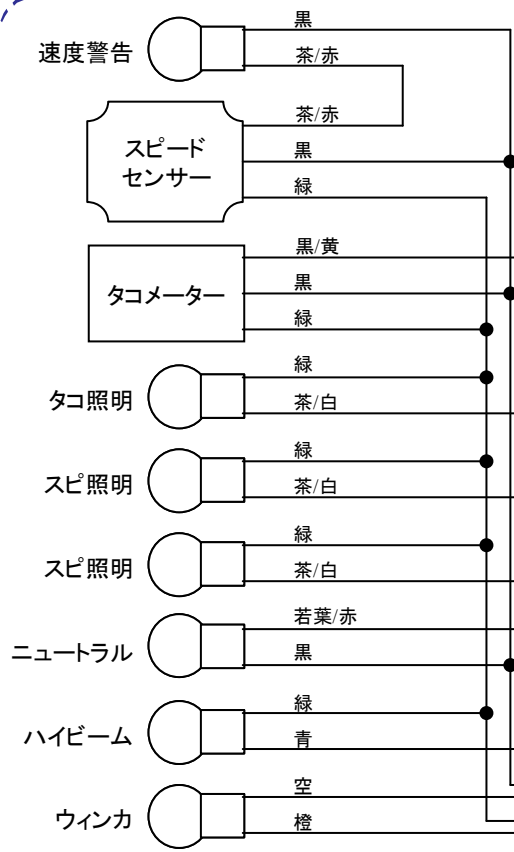 黒
速度警告
茶/赤
茶/赤
スピード
センサー
黒
緑
黒/黄
タコメーター
黒
緑
緑
タコ照明
茶/白
緑
スピ照明
茶/白
緑
スピ照明
茶/白
若葉/赤
ニュートラル
黒
緑
ハイビーム
青
空
ウィンカ
橙